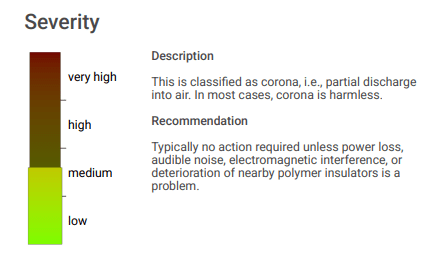 Severity
very high
high
medium
low
Description
This is classified as corona, i.e., partial discharge
into air. In most cases, corona is harmless.
Recommendation
Typically no action required unless power loss,
audible noise, electromagnetic interference, or
deterioration of nearby polymer insulators is a
problem.